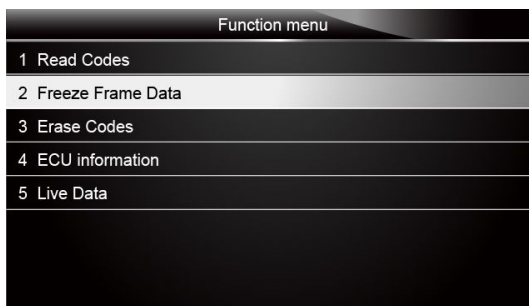 Function menu
1 Read Codes
2 Freeze Frame Data
3 Erase Codes
4 ECU information
5 Live Data